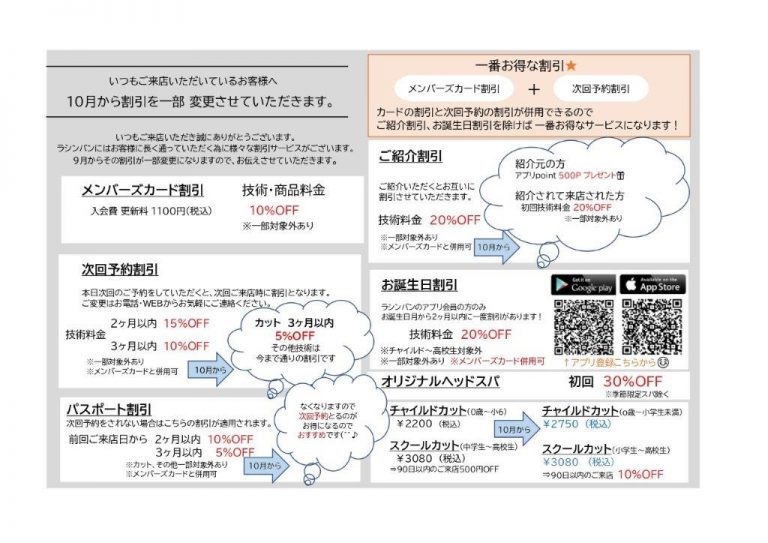 いつもご来店いただいているお客様へ
10月から割引を一部 変更させていただきます。
いつもご来店いただき誠にありがとうございます。
ラシンバンにはお客様に長く通っていただく為に様々な割引サービスがございます。
9月からその割引が一部変更になりますので、お伝えさせていただきます。
メンバーズカード割引 技術・商品料金
入会費 更新料 1100円(税込) 10%OFF
※一部対象外あり
次回予約割引
本日次回のご予約をしていただくと、次回ご来店時に割引となります。
ご変更はお電話・WEBからお気軽にご連絡ください。
技術料金
2ヶ月以内 15%OFF
3ヶ月以内 10%OFF
※一部対象外あり
※メンバーズカードと併用可
10月から
カット 3ヶ月以内
5%OFF
その他技術は
今まで通りの割引です
パスポート割引
次回予約をされない場合はこちらの割引が適用されます。
前回ご来店日から 2ヶ月以内 10%OFF
3ヶ月以内 5%OFF
※カット、その他一部対象外あり
※メンバーズカードと併用可
10月から
なくなりますので
次回予約とるのが
お得になるので
おすすめです(^^♪
一番お得な割引★
メンバーズカード割引 + 次回予約割引
カードの割引と次回予約の割引が併用できるので
ご紹介割引、お誕生日割引を除けば 一番お得なサービスになります!
ご紹介割引
ご紹介いただくとお互いに
割引させていただきます。
技術料金 20%OFF
※一部対象外あり
※メンバーズカードと併用可
10月から
紹介元の方
アプリpoint 500P プレゼント🎁
紹介されて来店された方
初回技術料金 20%OFF
※一部対象外あり
お誕生日割引
ラシンバンのアプリ会員の方のみ
お誕生日月から2ヶ月以内に一度割引があります!
技術料金 20%OFF
※チャイルド～高校生対象外
※一部対象外あり ※メンバーズカード併用可
Get it on
Google play
Available on the
App Store
↑アプリ登録こちらから
オリジナルヘッドスパ 初回 30%OFF
※季節限定スパ除く
チャイルドカット(0歳～小6)
¥2200 (税込)
スクールカット(中学生～高校生)
¥3080 (税込)
⇒90日以内のご来店500円OFF
10月から
チャイルドカット(0歳～小学生未満)
¥2750 (税込)
スクールカット(小学生～高校生)
¥3080 (税込)
⇒90日以内のご来店 10%OFF